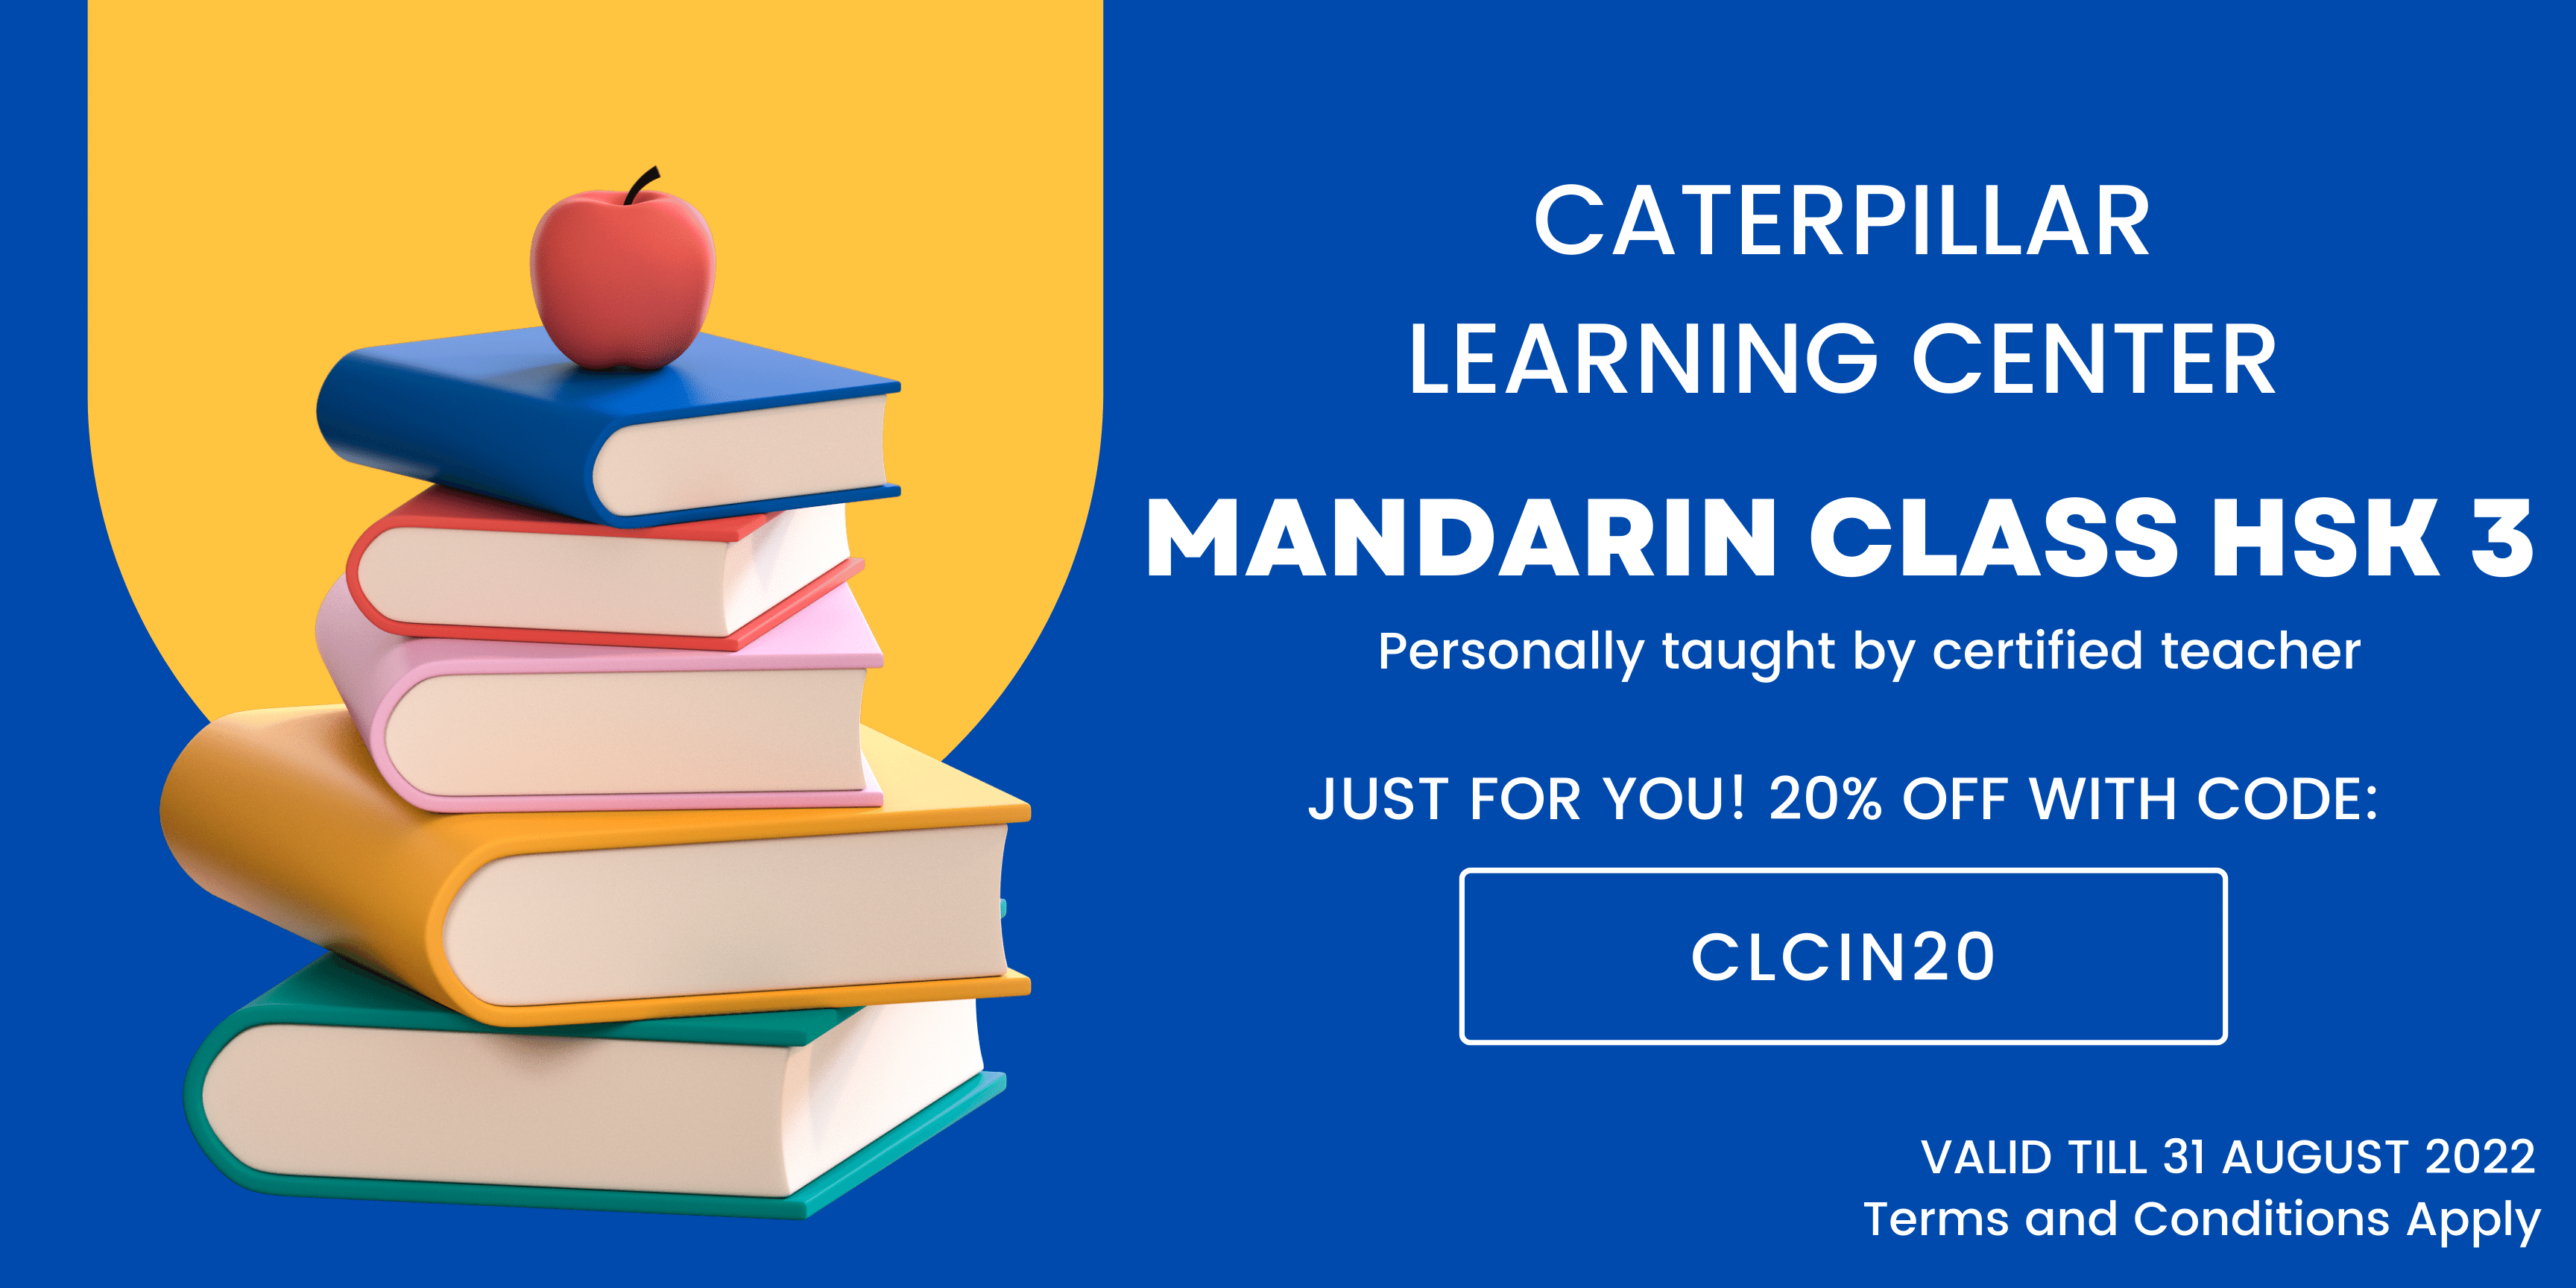 CATERPILLAR
LEARNING CENTER
MANDARIN CLASS HSK 3
Personally taught by certified teacher
JUST FOR YOU! 20% OFF WITH CODE:
CLCIN20
VALID TILL 31 AUGUST 2022
Terms and Conditions Apply